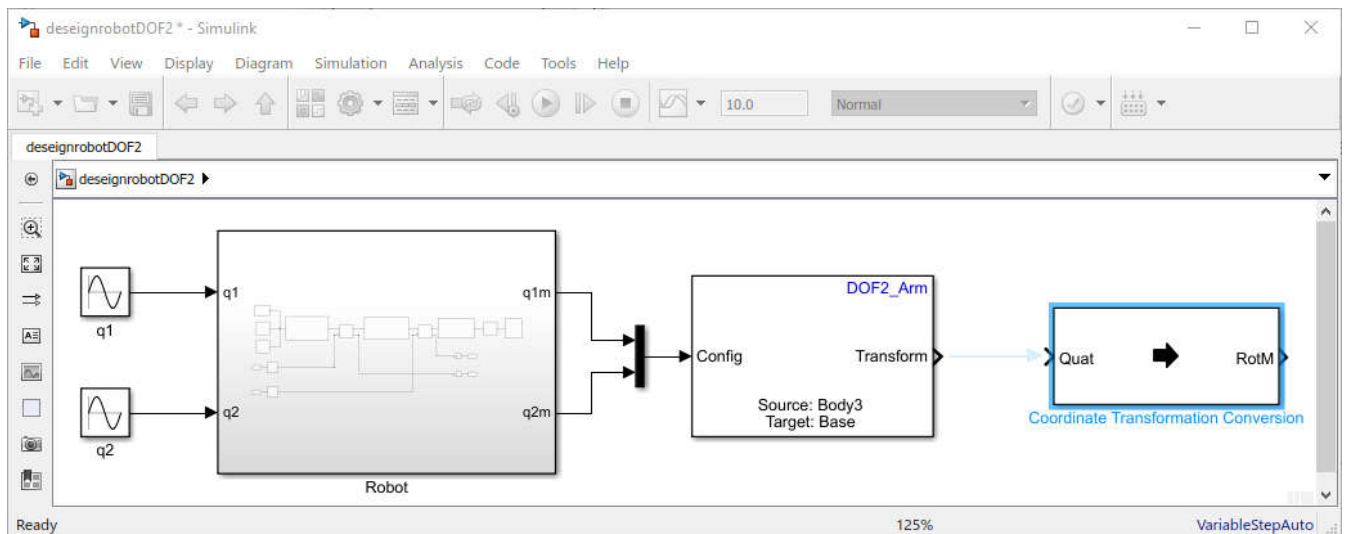 deseignrobotDOF2 * - Simulink
File Edit View Display Diagram Simulation Analysis Code Tools Help
10.0 Normal
deseignrobotDOF2
deseignrobotDOF2
q1
q1 q1m
q2
q2 q2m
Robot
DOF2_Arm
Config Transform
Source: Body3
Target: Base
Quat RotM
Coordinate Transformation Conversion
Ready 125% VariableStepAuto